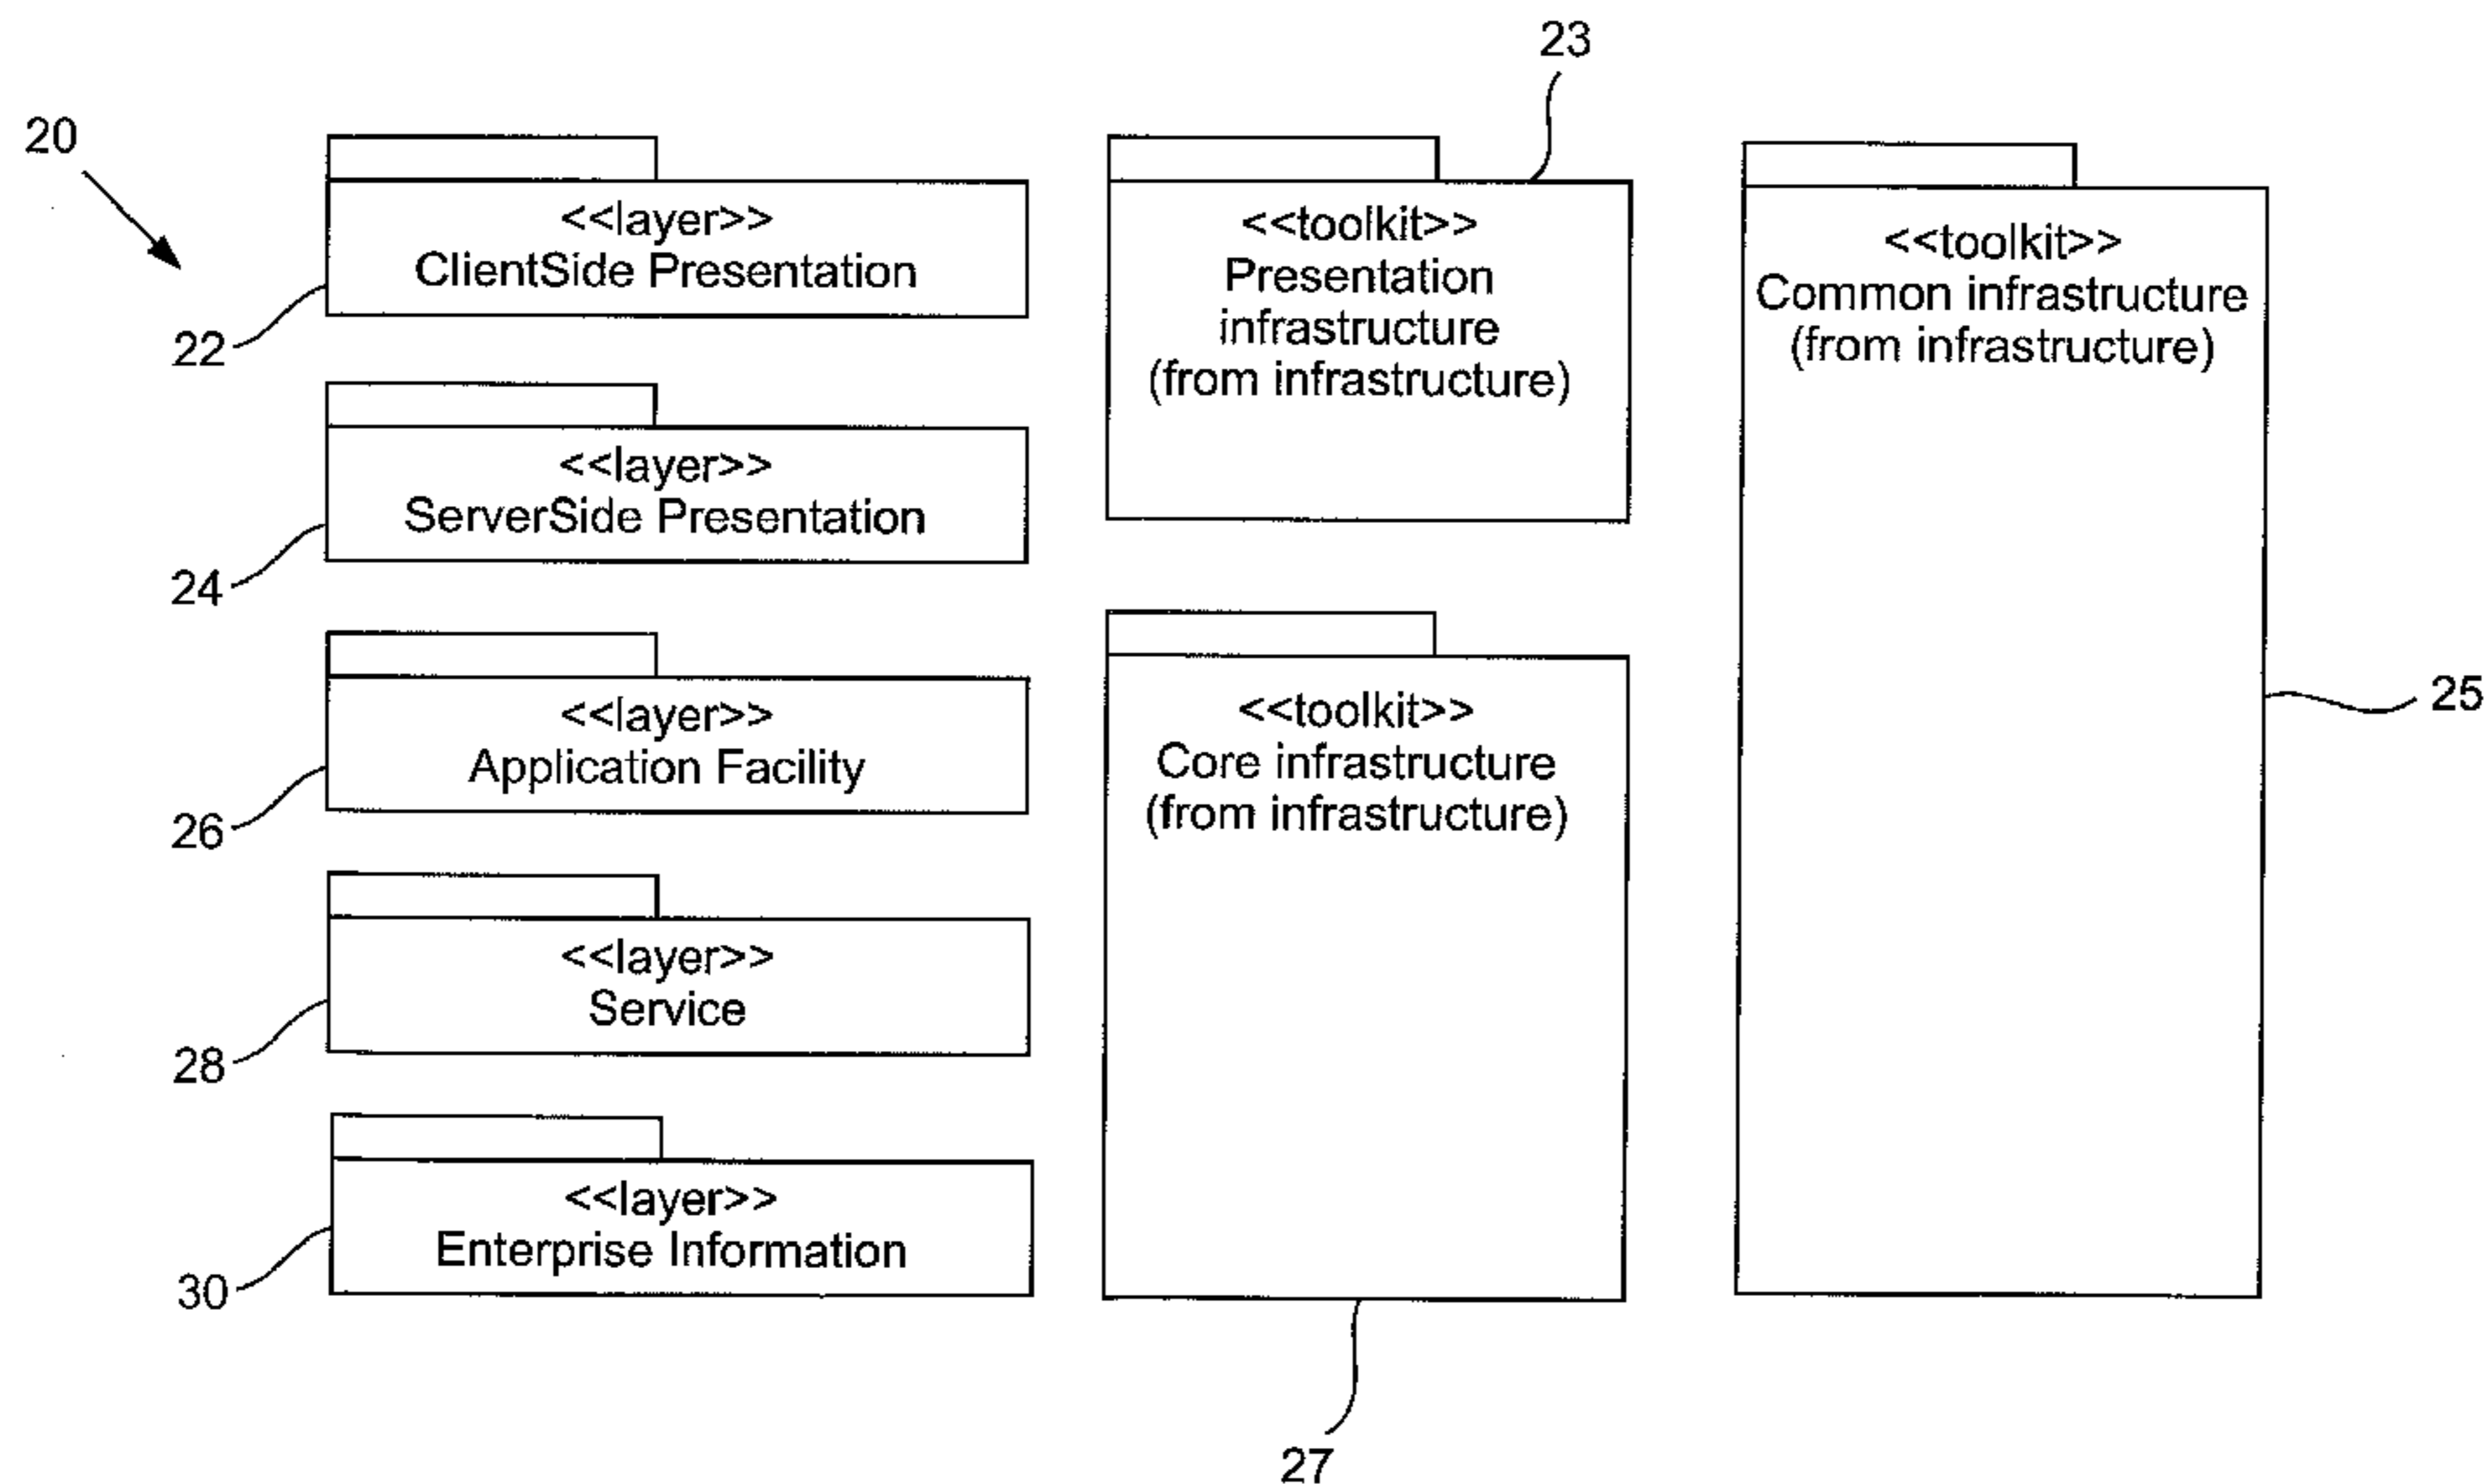 20
<<layer>>
ClientSide Presentation
22
<<layer>>
ServerSide Presentation
24
<<layer>>
Application Facility
26
<<layer>>
Service
28
<<layer>>
Enterprise Information
30
23
<<toolkit>>
Presentation
infrastructure
(from infrastructure)
<<toolkit>>
Core infrastructure
(from infrastructure)
27
<<toolkit>>
Common infrastructure
(from infrastructure)
25